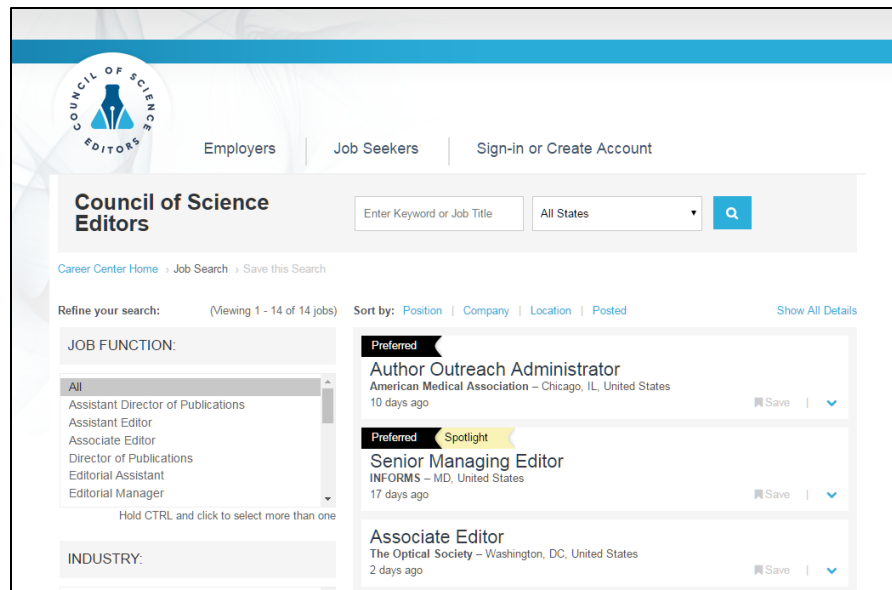 COUNCIL OF SCIENCE EDITORS
Employers
Job Seekers
Sign-in or Create Account
Council of Science
Editors
Enter Keyword or Job Title
All States
Career Center Home › Job Search › Save this Search
Refine your search:
(Viewing 1 - 14 of 14 jobs)
Sort by: Position | Company | Location | Posted
Show All Details
JOB FUNCTION:
All
Assistant Director of Publications
Assistant Editor
Associate Editor
Director of Publications
Editorial Assistant
Editorial Manager
Hold CTRL and click to select more than one
INDUSTRY:
Preferred
Author Outreach Administrator
American Medical Association – Chicago, IL, United States
10 days ago
Save |
Preferred Spotlight
Senior Managing Editor
INFORMS – MD, United States
17 days ago
Save |
Associate Editor
The Optical Society – Washington, DC, United States
2 days ago
Save |